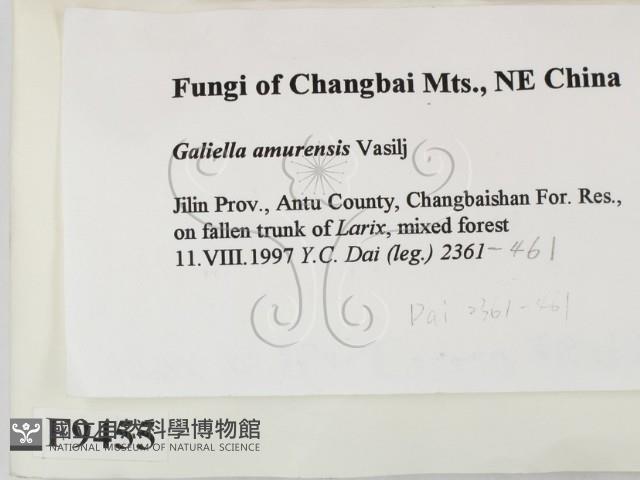 Fungi of Changbai Mts., NE China
Galiella amurensis Vasilj
Jilin Prov., Antu County, Changbaishan For. Res.,
on fallen trunk of Larix, mixed forest
11.VIII.1997 Y.C. Dai (leg.) 2361-461
Dai 2361-461
F9455
國立自然科學博物館
NATIONAL MUSEUM OF NATURAL SCIENCE